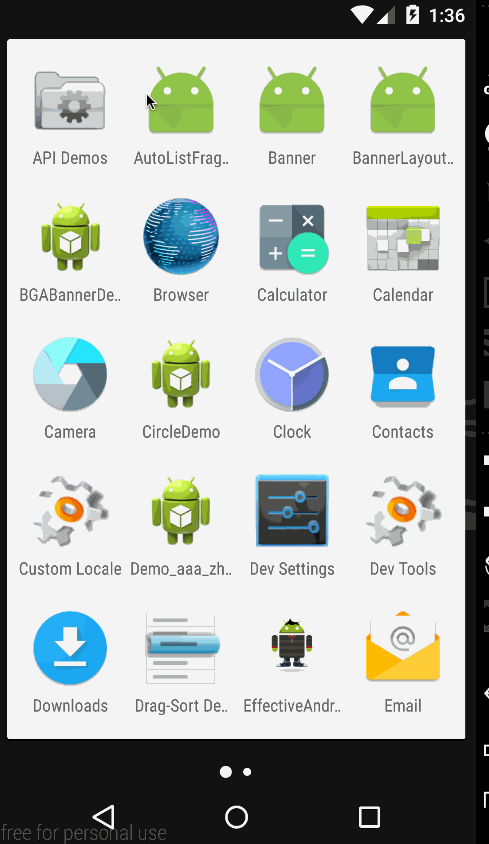 1:36
API Demos
AutoListFrag..
Banner
BannerLayout..
BGABannerDe..
Browser
Calculator
Calendar
Camera
CircleDemo
Clock
Contacts
Custom Locale
Demo_aaa_zh..
Dev Settings
Dev Tools
Downloads
Drag-Sort De..
EffectiveAndr..
Email
free for personal use